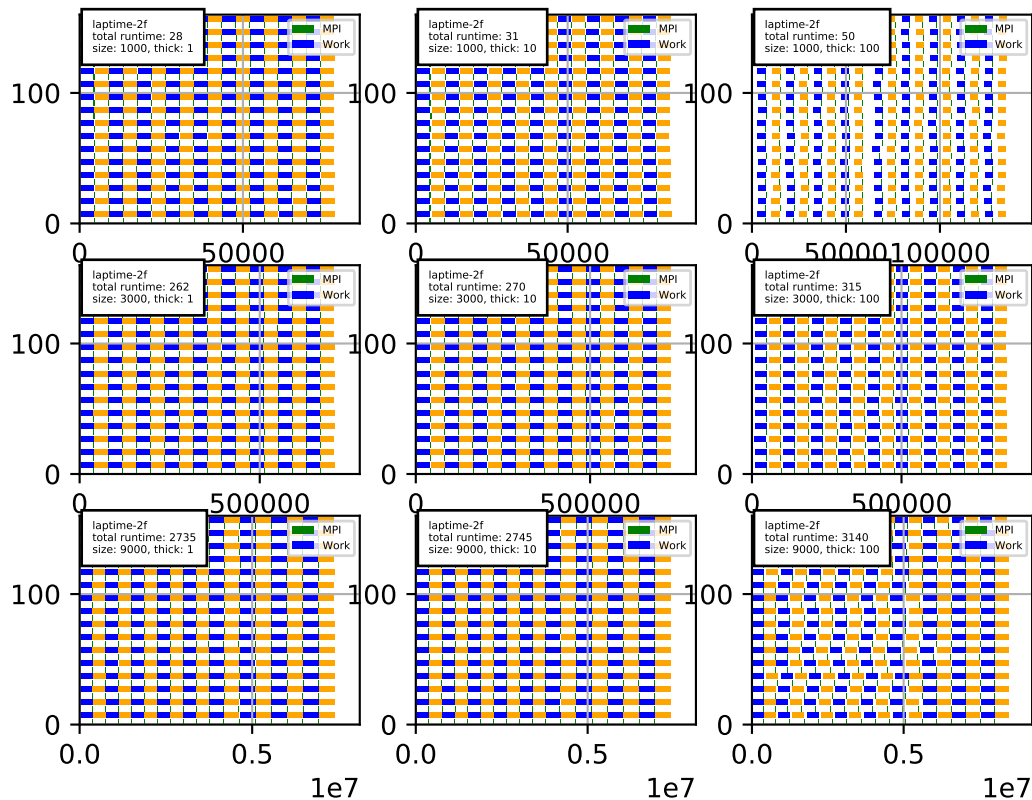 laptime-2f
total runtime: 28
size: 1000, thick: 1
MPI
Work
100
0
0
50000
laptime-2f
total runtime: 31
size: 1000, thick: 10
MPI
Work
100
0
0
50000
laptime-2f
total runtime: 50
size: 1000, thick: 100
MPI
Work
100
0
0
50000
100000
laptime-2f
total runtime: 262
size: 3000, thick: 1
MPI
Work
100
0
0
500000
laptime-2f
total runtime: 270
size: 3000, thick: 10
MPI
Work
100
0
0
500000
laptime-2f
total runtime: 315
size: 3000, thick: 100
MPI
Work
100
0
0
500000
laptime-2f
total runtime: 2735
size: 9000, thick: 1
MPI
Work
100
0
0.0
0.5
1e7
laptime-2f
total runtime: 2745
size: 9000, thick: 10
MPI
Work
100
0
0.0
0.5
1e7
laptime-2f
total runtime: 3140
size: 9000, thick: 100
MPI
Work
100
0
0.0
0.5
1e7